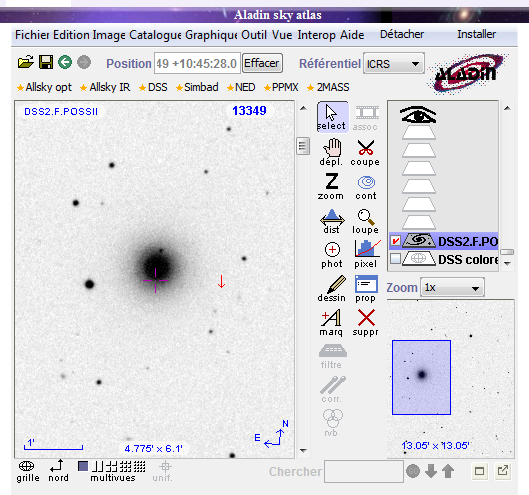 Aladin sky atlas
Fichier Edition Image Catalogue Graphique Outil Vue Interop Aide Détacher Installer
Position 49 +10:45:28.0 Effacer Référentiel ICRS
ALADIN
Allsky opt Allsky IR DSS Simbad NED PPMX 2MASS
DSS2.F.POSSII 13349
select assoc
dépl. coupe
zoom cont
dist loupe
phot pixel
dessin prop
marq suppr
filtre
corr.
rvb
DSS2.F.PO
DSS colore
Zoom 1x
N
E
1'
4.775' x 6.1'
13.05' x 13.05'
grille nord multivues unif. Chercher